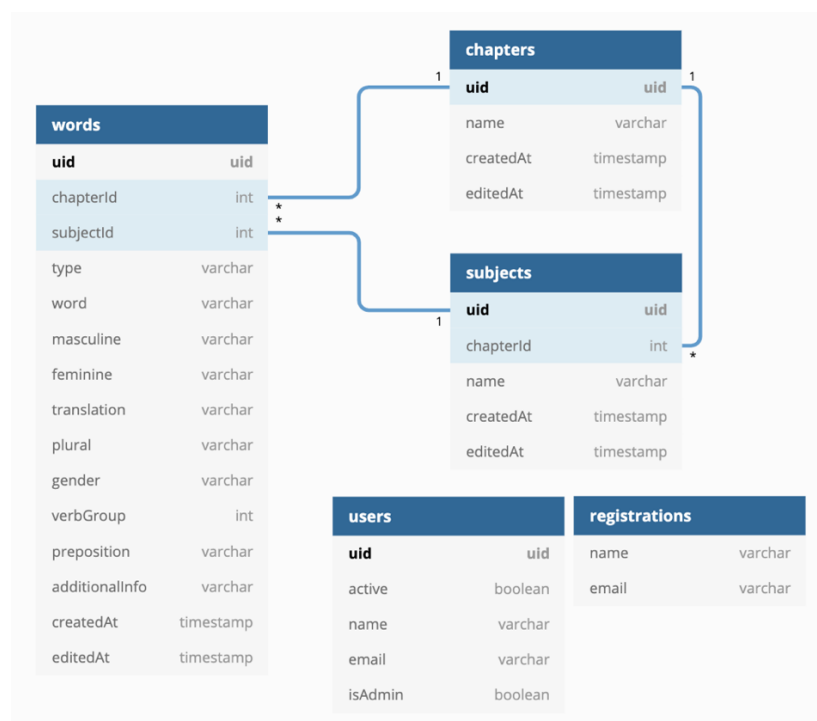 words
uid uid
chapterId int
subjectId int
type varchar
word varchar
masculine varchar
feminine varchar
translation varchar
plural varchar
gender varchar
verbGroup int
preposition varchar
additionalInfo varchar
createdAt timestamp
editedAt timestamp
*
*
1
1
chapters
uid uid
name varchar
createdAt timestamp
editedAt timestamp
1
*
subjects
uid uid
chapterId int
name varchar
createdAt timestamp
editedAt timestamp
users
uid uid
active boolean
name varchar
email varchar
isAdmin boolean
registrations
name varchar
email varchar